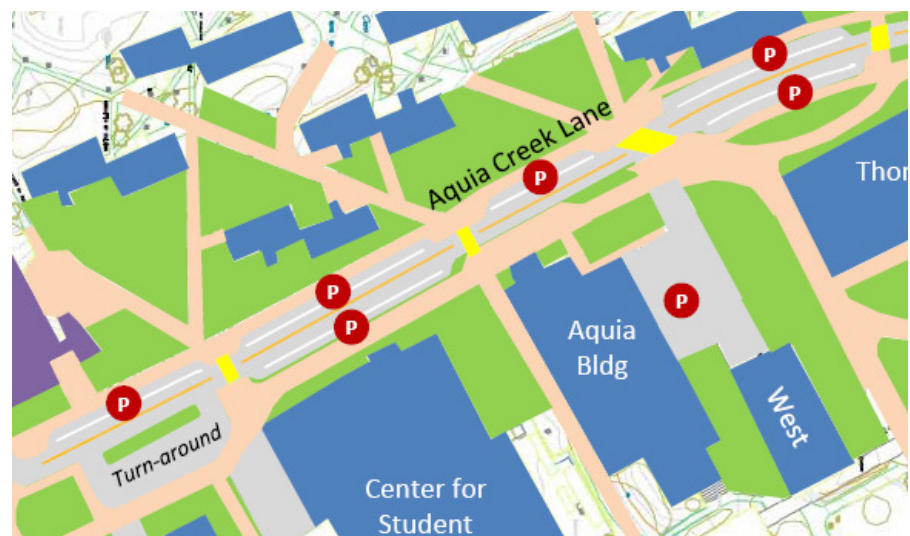 P
P
Aquia Creek Lane
P
Thor
P
P
P
Aquia
Bldg
P
West
Turn-around
Center for
Student